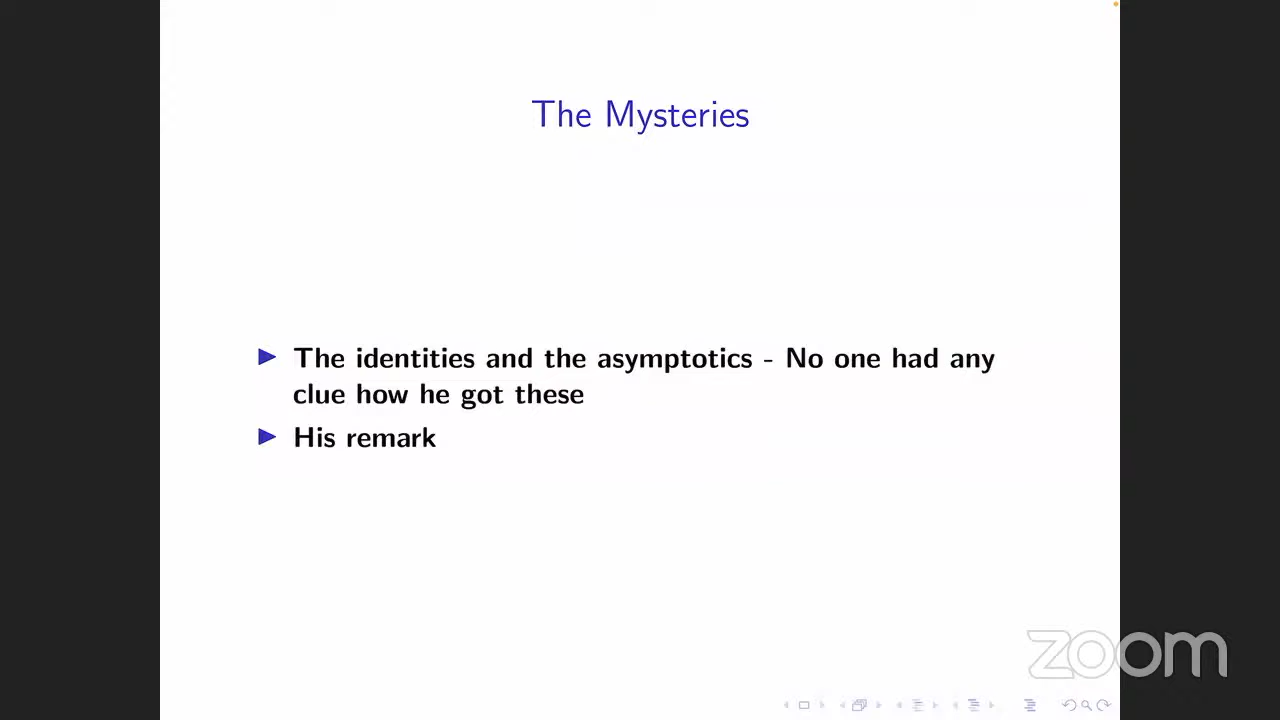 The Mysteries
The identities and the asymptotics - No one had any
clue how he got these
His remark
zoom